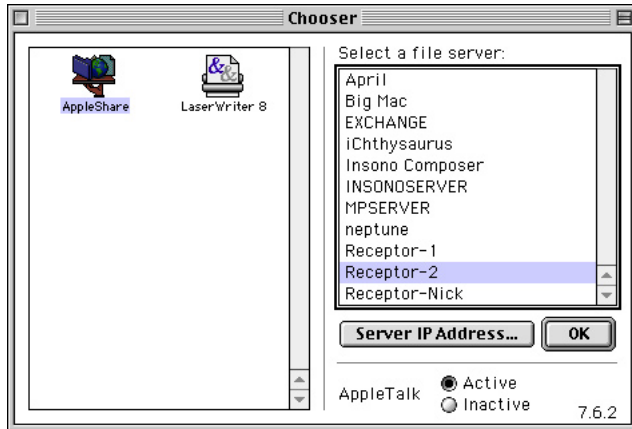 Chooser
AppleShare
LaserWriter 8
Select a file server:
April
Big Mac
EXCHANGE
iChthysaurus
Insono Composer
INSONOSERVER
MPSERVER
neptune
Receptor-1
Receptor-2
Receptor-Nick
Server IP Address...
OK
AppleTalk
Active
Inactive
7.6.2